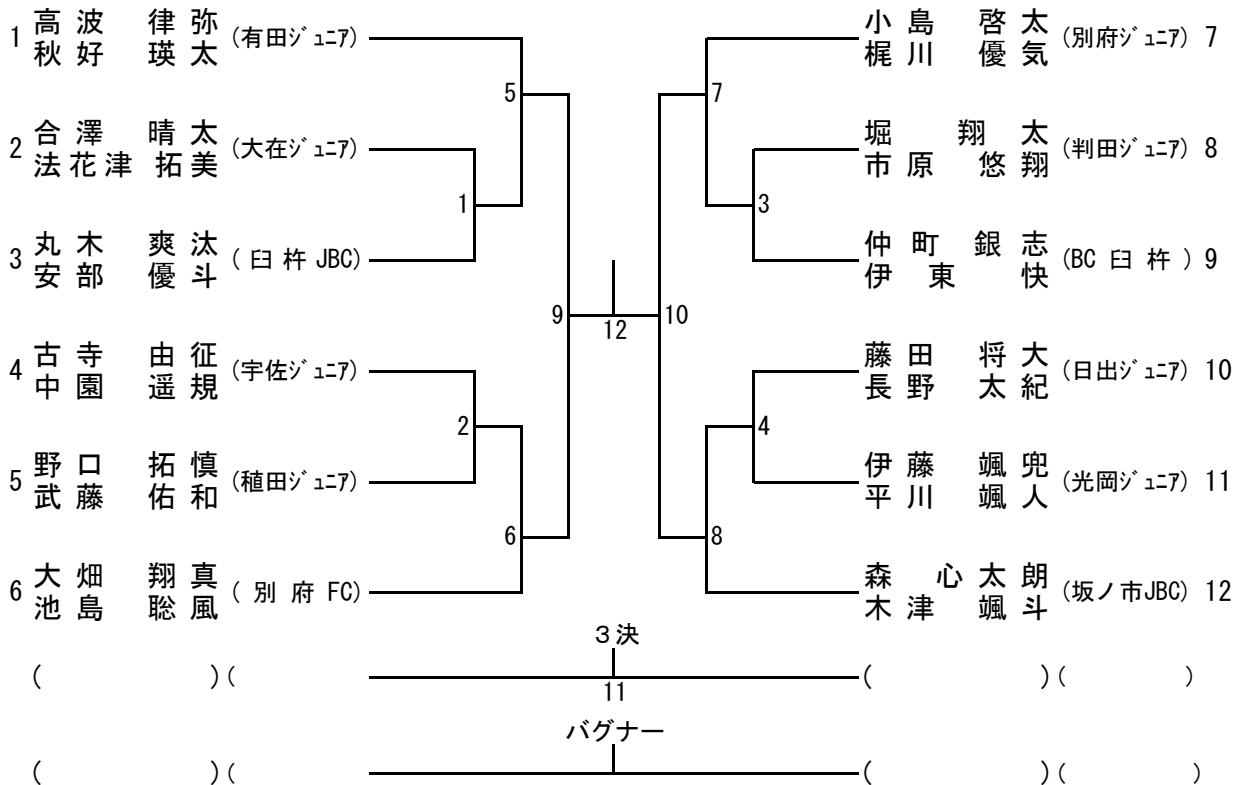 1 高波 律弥 (有田ジュニア)
秋好 瑛太
2 合澤 晴太 (大在ジュニア)
法花津 拓美
3 丸木 爽汰 (臼杵JBC)
安部 優斗
4 古寺 由征 (宇佐ジュニア)
中園 遥規
5 野口 拓慎 (稙田ジュニア)
武藤 佑和
6 大畑 翔真 (別府FC)
池島 聡風
5
1
9
2
6
12
小島 啓太 (別府ジュニア) 7
梶川 優気
堀 翔太 (判田ジュニア) 8
市原 悠翔
仲町 銀志 (BC臼杵) 9
伊東 快
藤田 将大 (日出ジュニア) 10
長野 太紀
伊藤 颯兜 (光岡ジュニア) 11
平川 颯人
森 心太朗 (坂ノ市JBC) 12
木津 颯斗
7
3
10
4
8
3決
( )( ( )( )
11
バグナー
( )( ( )( )